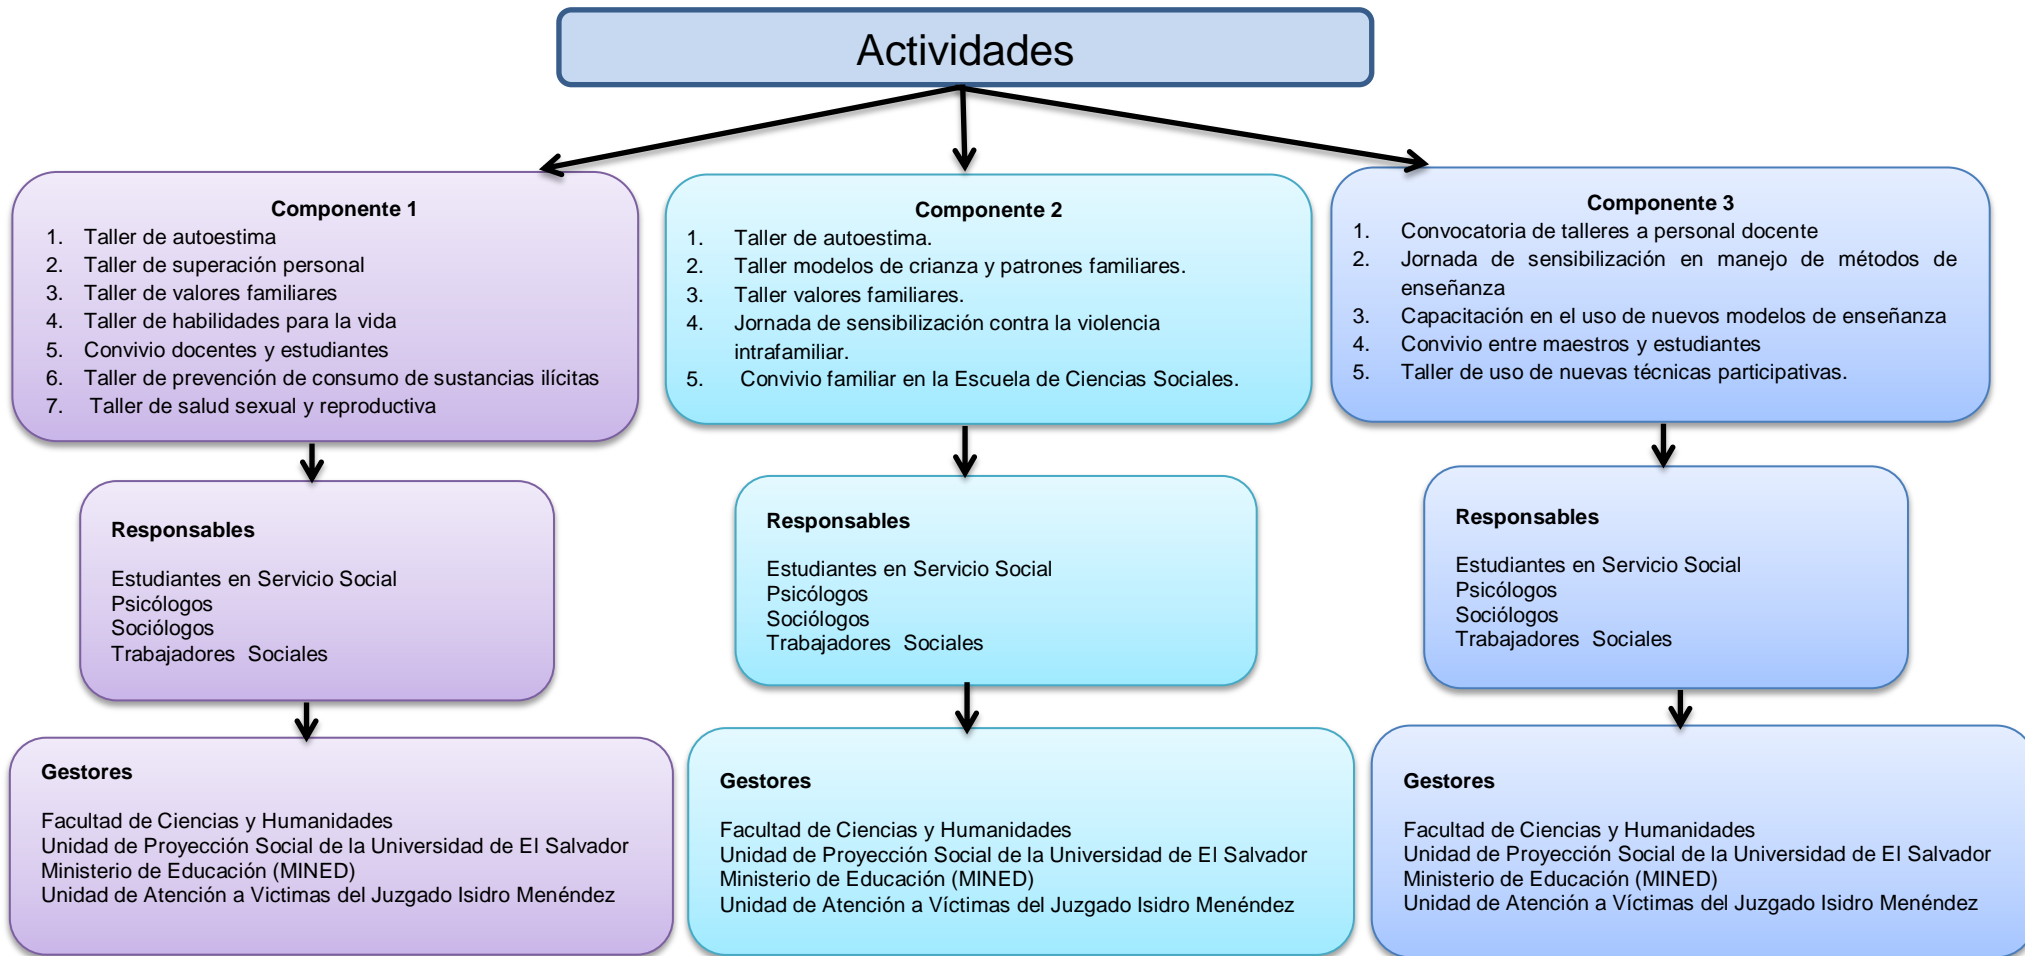 Actividades
Componente 1
1. Taller de autoestima
2. Taller de superación personal
3. Taller de valores familiares
4. Taller de habilidades para la vida
5. Convivio docentes y estudiantes
6. Taller de prevención de consumo de sustancias ilícitas
7. Taller de salud sexual y reproductiva
Componente 2
1. Taller de autoestima.
2. Taller modelos de crianza y patrones familiares.
3. Taller valores familiares.
4. Jornada de sensibilización contra la violencia
intrafamiliar.
5. Convivio familiar en la Escuela de Ciencias Sociales.
Componente 3
1. Convocatoria de talleres a personal docente
2. Jornada de sensibilización en manejo de métodos de
enseñanza
3. Capacitación en el uso de nuevos modelos de enseñanza
4. Convivio entre maestros y estudiantes
5. Taller de uso de nuevas técnicas participativas.
Responsables
Estudiantes en Servicio Social
Psicólogos
Sociólogos
Trabajadores Sociales
Responsables
Estudiantes en Servicio Social
Psicólogos
Sociólogos
Trabajadores Sociales
Responsables
Estudiantes en Servicio Social
Psicólogos
Sociólogos
Trabajadores Sociales
Gestores
Facultad de Ciencias y Humanidades
Unidad de Proyección Social de la Universidad de El Salvador
Ministerio de Educación (MINED)
Unidad de Atención a Victimas del Juzgado Isidro Menéndez
Gestores
Facultad de Ciencias y Humanidades
Unidad de Proyección Social de la Universidad de El Salvador
Ministerio de Educación (MINED)
Unidad de Atención a Víctimas del Juzgado Isidro Menéndez
Gestores
Facultad de Ciencias y Humanidades
Unidad de Proyección Social de la Universidad de El Salvador
Ministerio de Educación (MINED)
Unidad de Atención a Víctimas del Juzgado Isidro Menéndez